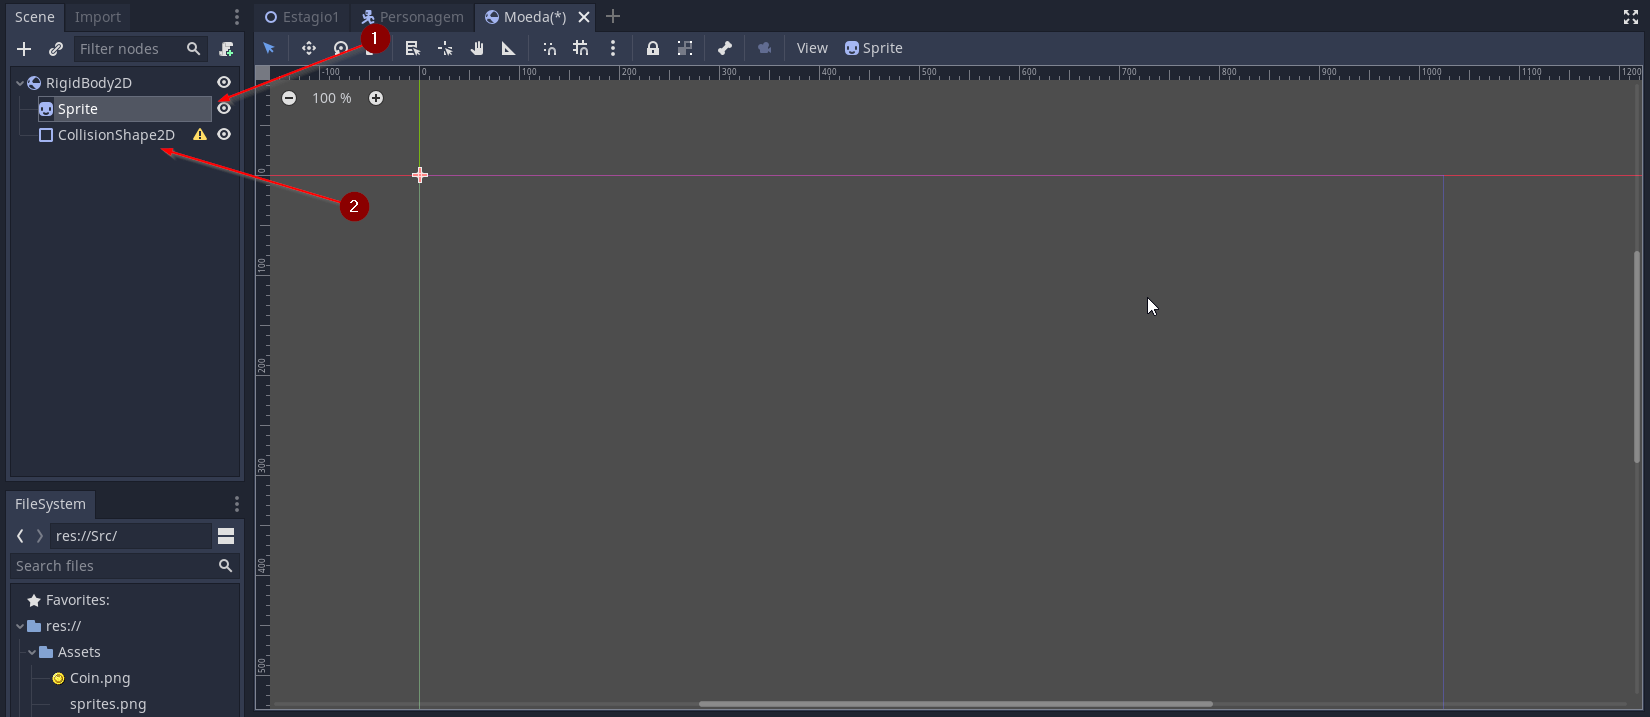 Scene Import
Estagio1 Personagem Moeda(*)
1
Filter nodes
View Sprite
-100 0 100 200 300 400 500 600 700 800 900 1000 1100 1200
RigidBody2D
100 %
Sprite
CollisionShape2D
0
2
100
200
300
400
500
FileSystem
res://Src/
Search files
Favorites:
res://
Assets
Coin.png
sprites.png